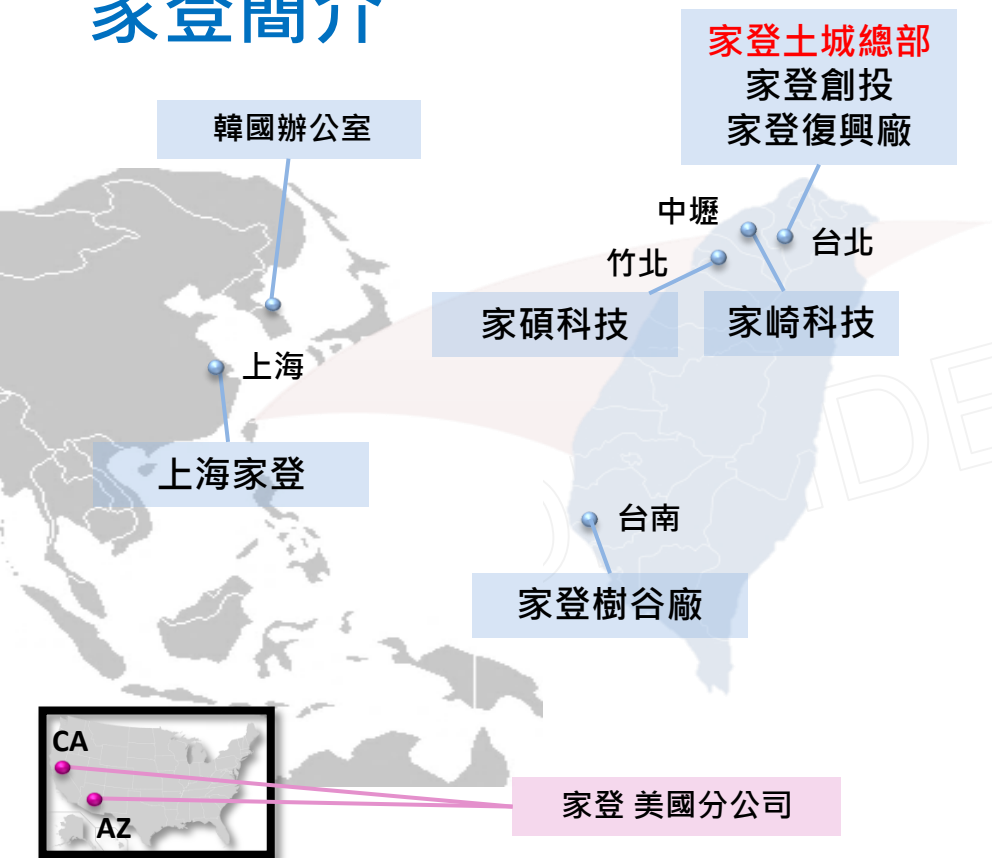 家登簡介
家登土城總部
家登創投
家登復興廠
韓國辦公室
中壢
台北
竹北
家碩科技
家崎科技
上海
上海家登
台南
家登樹谷廠
CA
AZ
家登 美國分公司